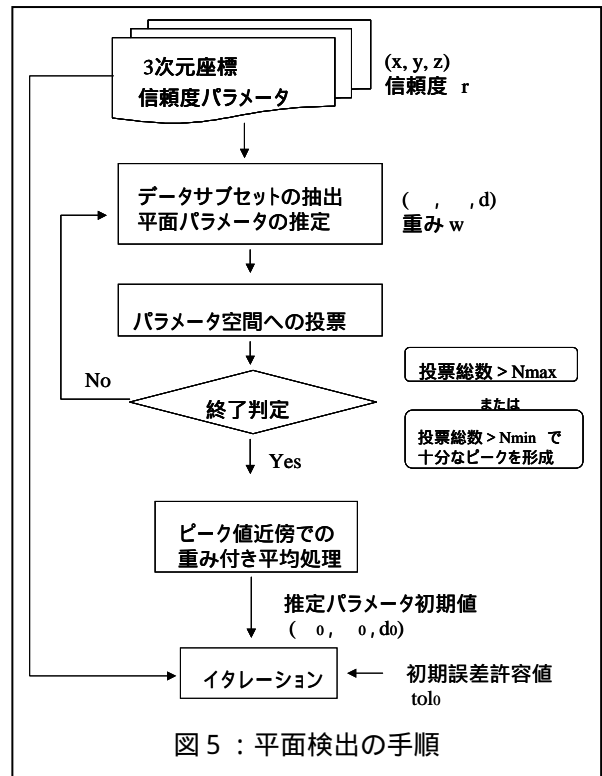 3次元座標
信頼度パラメータ
(x, y, z)
信頼度 r
データサブセットの抽出
平面パラメータの推定
( , ,d)
重み w
パラメータ空間への投票
No
終了判定
投票総数 > Nmax
または
投票総数 > Nmin で
十分なピークを形成
Yes
ピーク値近傍での
重み付き平均処理
推定パラメータ初期値
( 0, 0,d0)
イタレーション
初期誤差許容値
tol0
図5：平面検出の手順